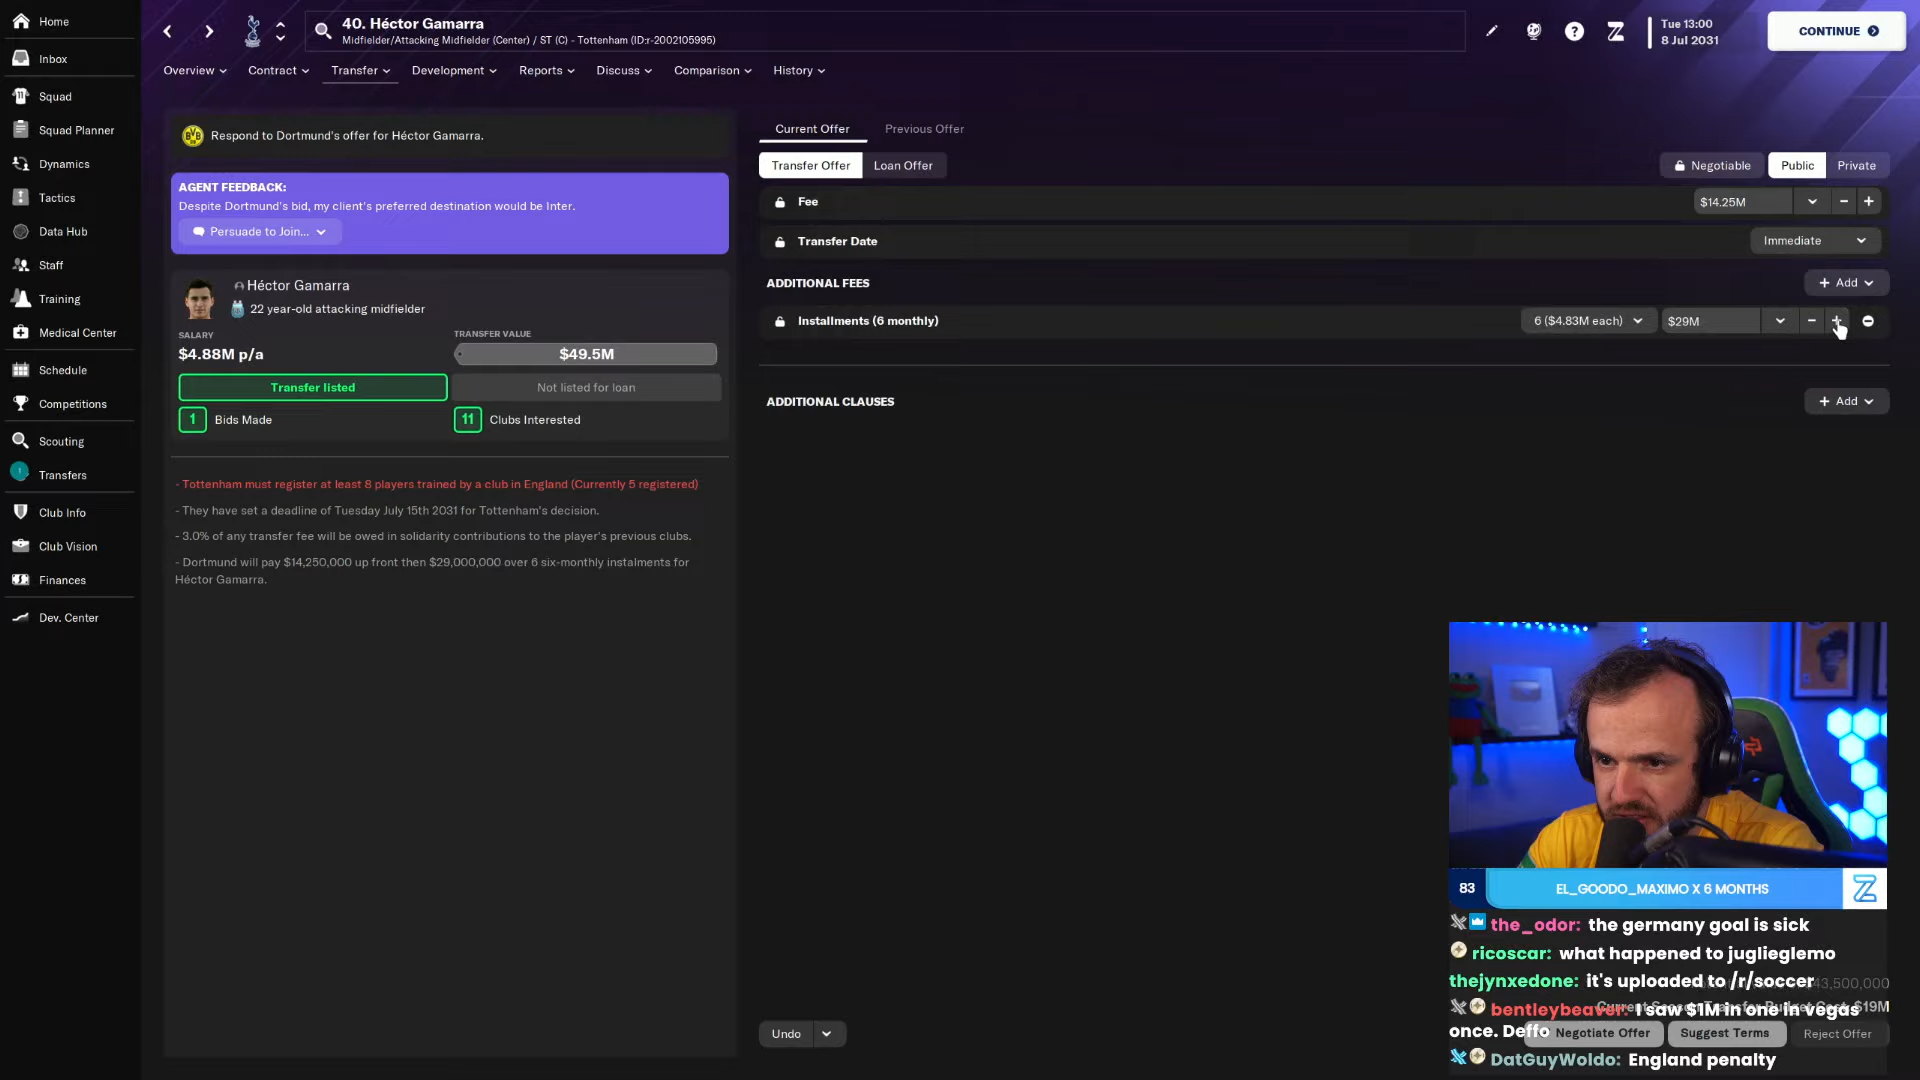 Home
Inbox
Squad
Squad Planner
Dynamics
Tactics
Data Hub
Staff
Training
Medical Center
Schedule
Competitions
Scouting
Transfers
Club Info
Club Vision
Finances
Dev. Center
40. Héctor Gamarra
Midfielder/Attacking Midfielder (Center) / ST (C) - Tottenham (ID:r-2002105995)
Tue 13:00
8 Jul 2031
CONTINUE
Overview
Contract
Transfer
Development
Reports
Discuss
Comparison
History
Respond to Dortmund's offer for Héctor Gamarra.
AGENT FEEDBACK:
Despite Dortmund's bid, my client's preferred destination would be Inter.
Persuade to Join...
Héctor Gamarra
22 year-old attacking midfielder
SALARY
$4.88M p/a
TRANSFER VALUE
$49.5M
Transfer listed
Not listed for loan
1 Bids Made
11 Clubs Interested
- Tottenham must register at least 8 players trained by a club in England (Currently 5 registered)
- They have set a deadline of Tuesday July 15th 2031 for Tottenham's decision.
- 3.0% of any transfer fee will be owed in solidarity contributions to the player's previous clubs.
- Dortmund will pay $14,250,000 up front then $29,000,000 over 6 six-monthly instalments for
Héctor Gamarra.
Current Offer
Previous Offer
Transfer Offer
Loan Offer
Negotiable
Public
Private
Fee
$14.25M
Transfer Date
Immediate
ADDITIONAL FEES
+ Add
Installments (6 monthly)
6 ($4.83M each)
$29M
ADDITIONAL CLAUSES
+ Add
83
EL_GOODO_MAXIMO X 6 MONTHS
the_odor: the germany goal is sick
ricoscar: what happened to juglieglemo
thejynxedone: it's uploaded to /r/soccer
bentleybeaver: I saw $1M in one in vegas
once. Deffo
DatGuyWoldo: England penalty
Current Season Transfer Budget Cost: $19M
Undo
Negotiate Offer
Suggest Terms
Reject Offer